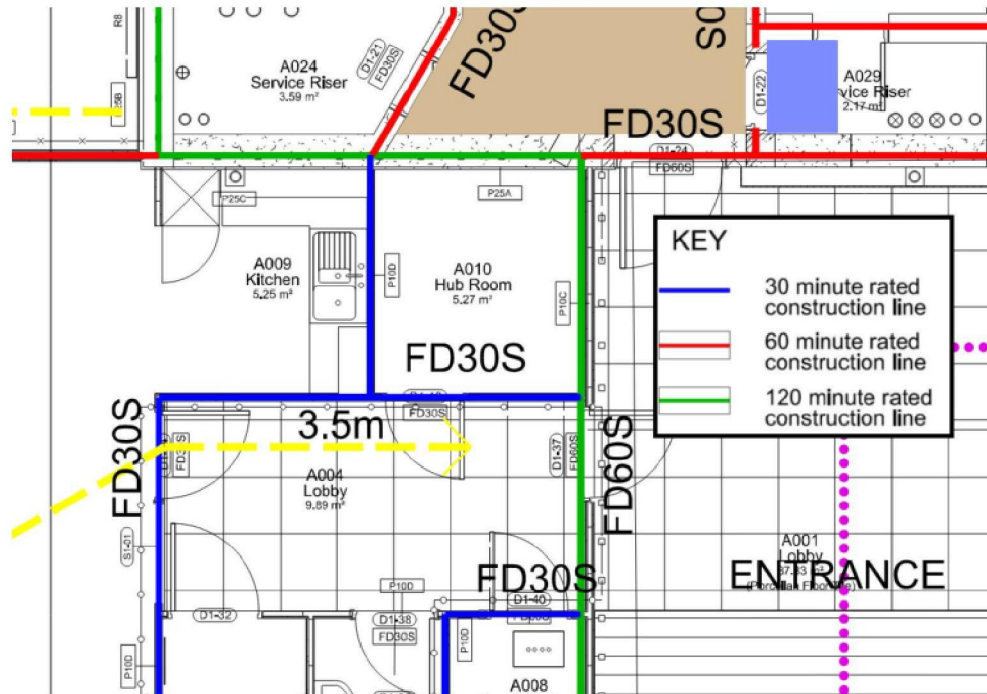 R8
A024
Service Riser
3.59 m²
D1-21
FD30S
FD30S
FD30S
D1-22
A029
vice Riser
2.17 m²
P25B
D1-24
FD60S
P25C
P25A
A009
Kitchen
5.25 m²
P10D
A010
Hub Room
5.27 m²
P10C
KEY
30 minute rated
construction line
60 minute rated
construction line
120 minute rated
construction line
FD30S
FD30S
FD30S
3.5m
FD30S
D1-37
FD60S
FD60S
A004
Lobby
9.89 m²
S1-01
A001
Lobby
ENTRANCE
P10D
FD30S
D1-32
D1-38
FD30S
D1-40
P10D
P10D
A008